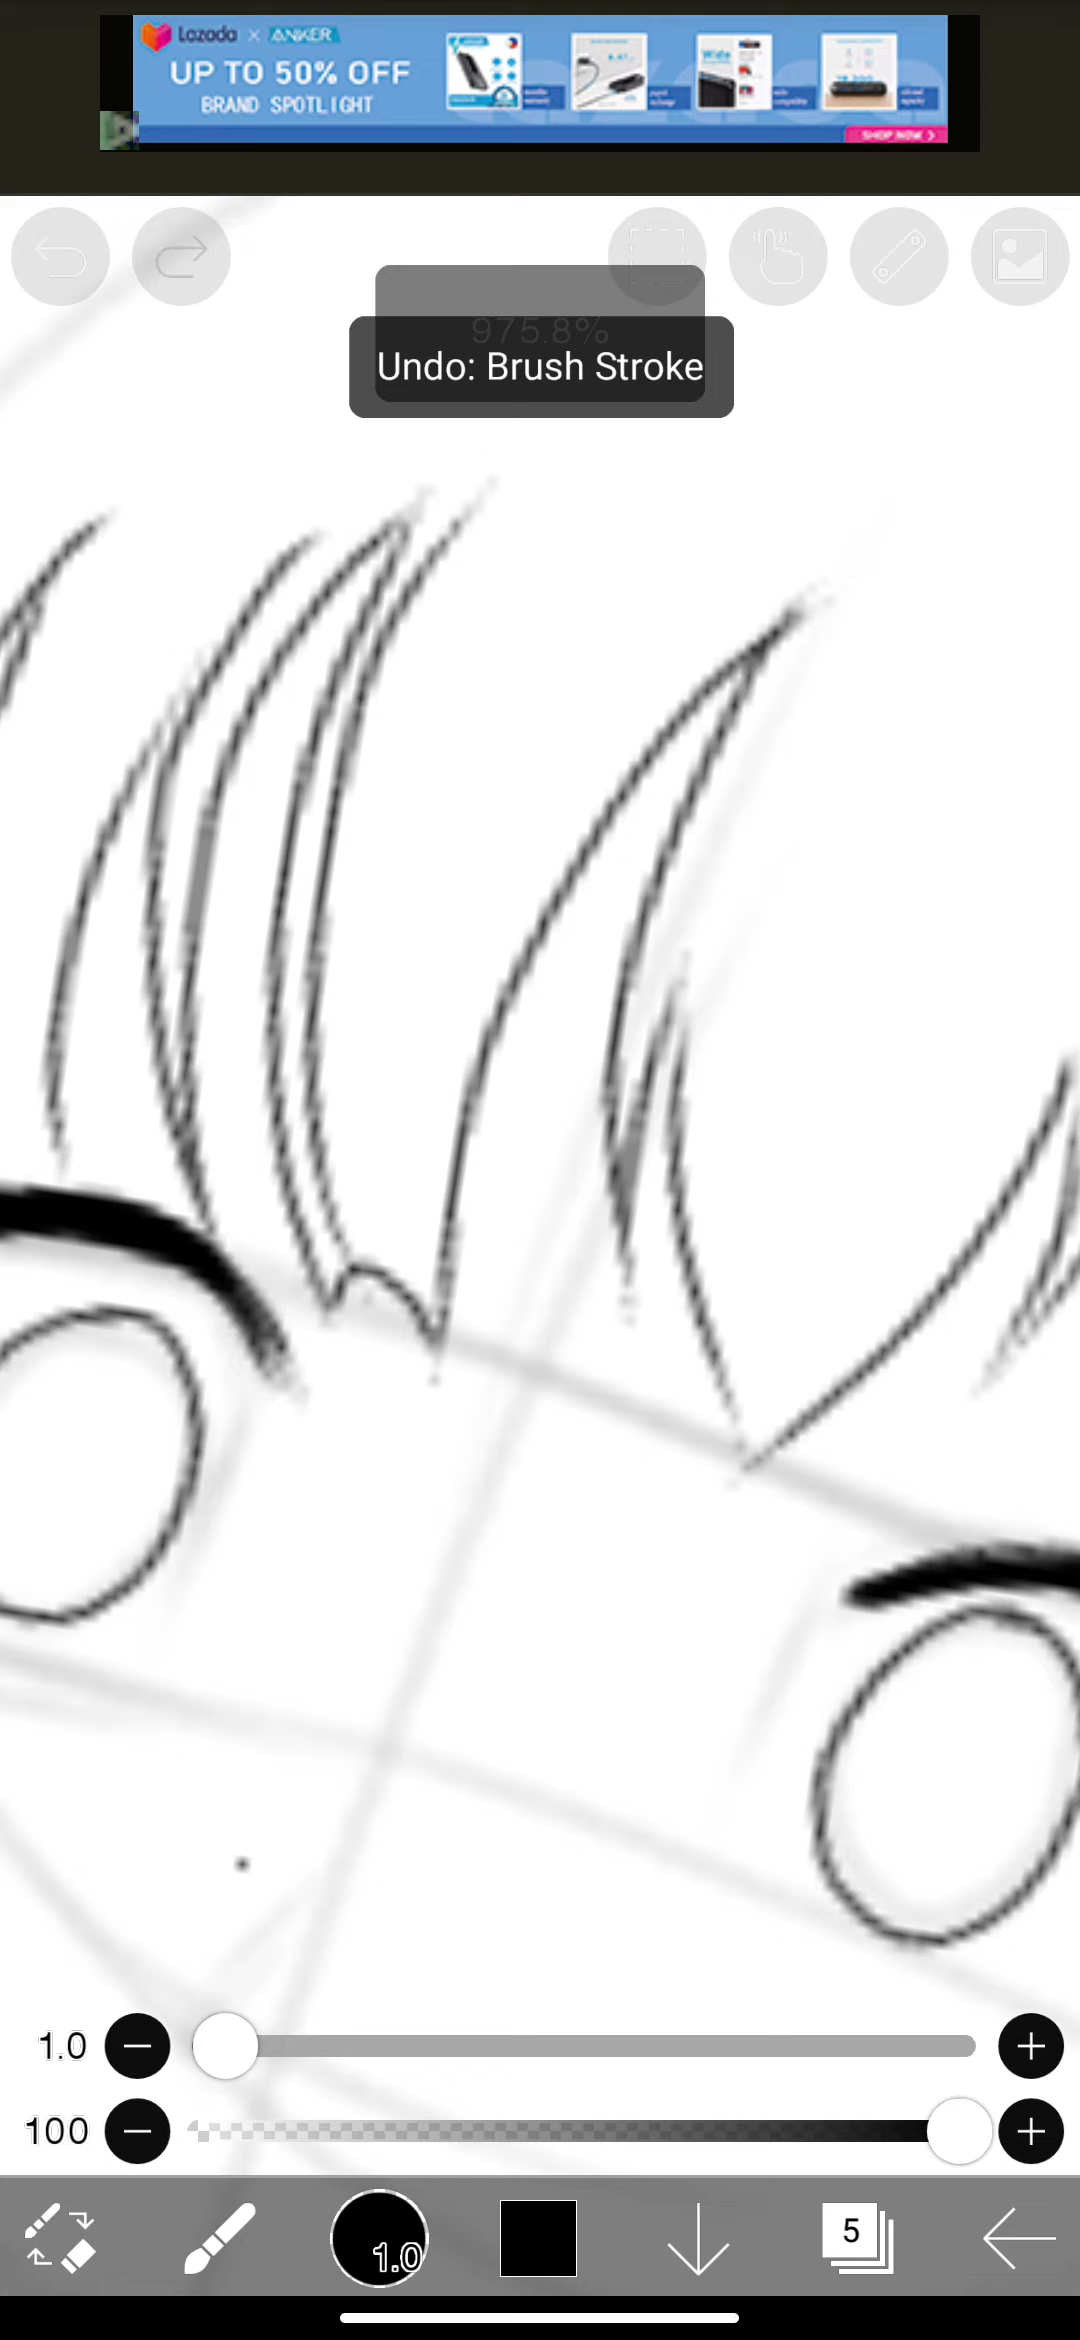 Lazada × ANKER
UP TO 50% OFF
BRAND SPOTLIGHT
SHOP NOW >
975.8%
Undo: Brush Stroke
1.0
100
1.0
5